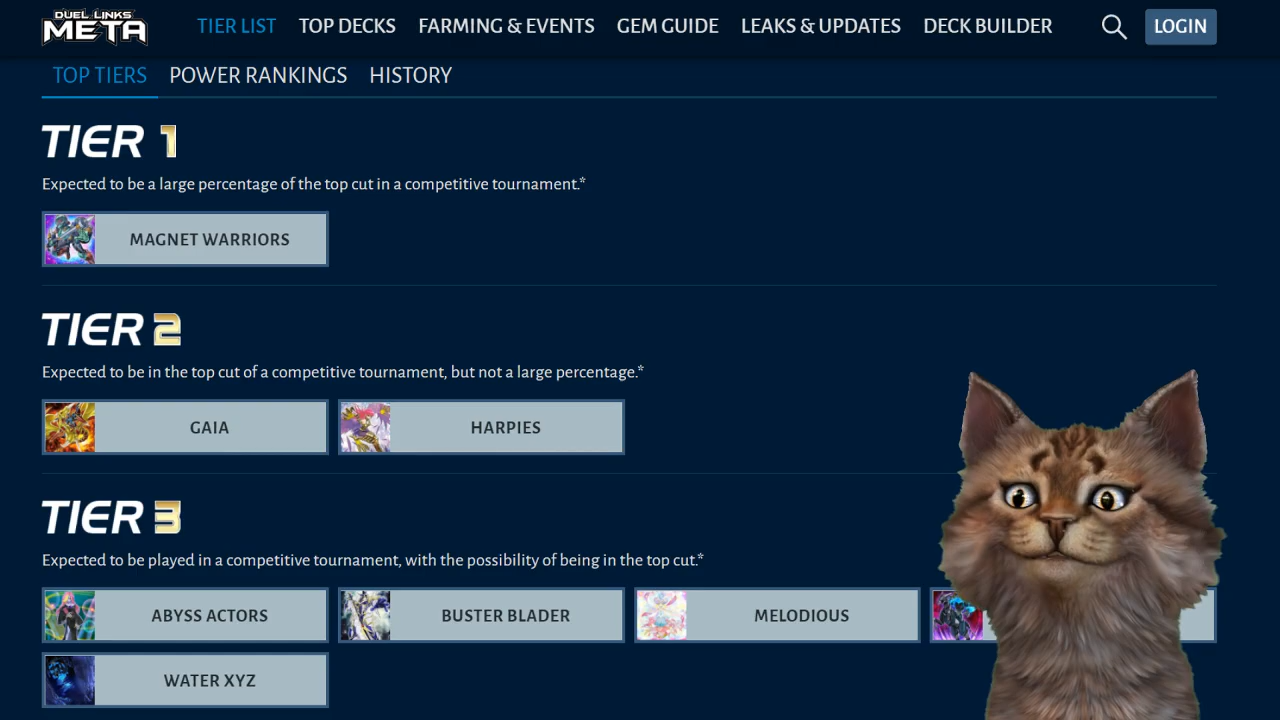 DUEL LINKS
META
TIER LIST TOP DECKS FARMING & EVENTS GEM GUIDE LEAKS & UPDATES DECK BUILDER LOGIN
TOP TIERS POWER RANKINGS HISTORY
TIER 1
Expected to be a large percentage of the top cut in a competitive tournament.*
MAGNET WARRIORS
TIER 2
Expected to be in the top cut of a competitive tournament, but not a large percentage.*
GAIA HARPIES
TIER 3
Expected to be played in a competitive tournament, with the possibility of being in the top cut.*
ABYSS ACTORS BUSTER BLADER MELODIOUS
WATER XYZ